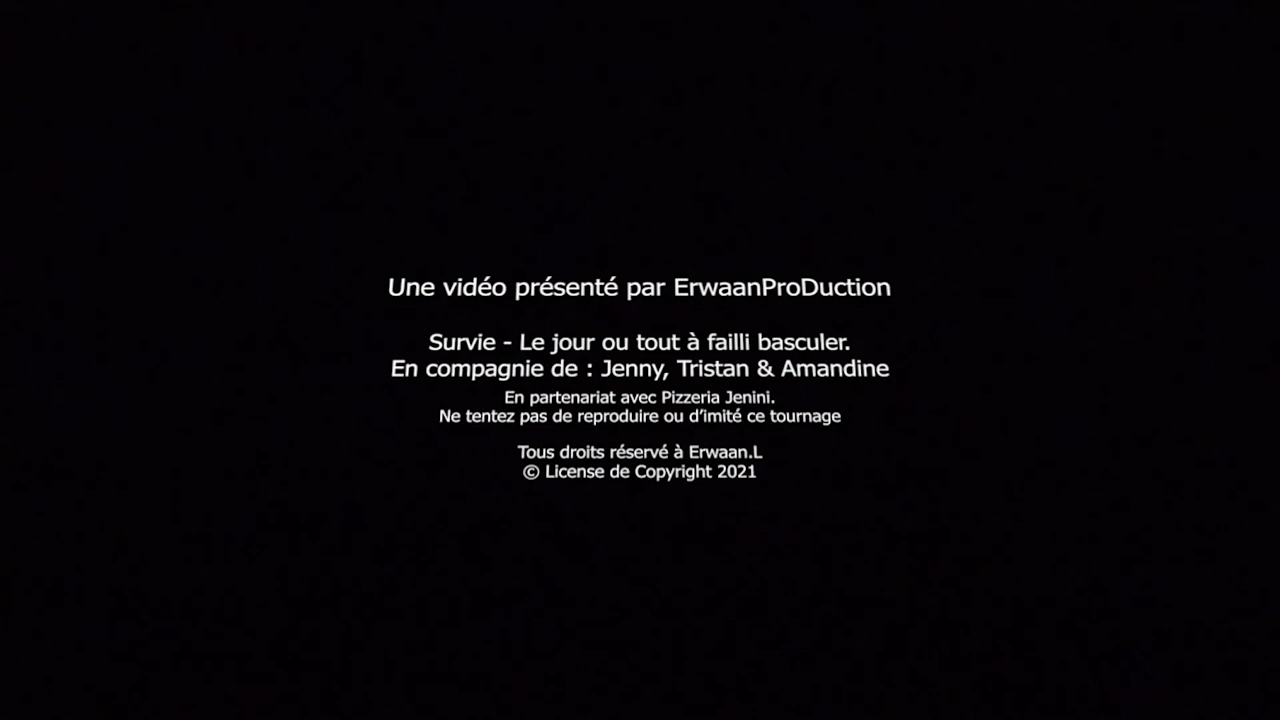 Une vidéo présenté par ErwaanProDuction
Survie - Le jour ou tout à failli basculer.
En compagnie de : Jenny, Tristan & Amandine
En partenariat avec Pizzeria Jenini.
Ne tentez pas de reproduire ou d'imité ce tournage
Tous droits réservé à Erwaan.L
© License de Copyright 2021